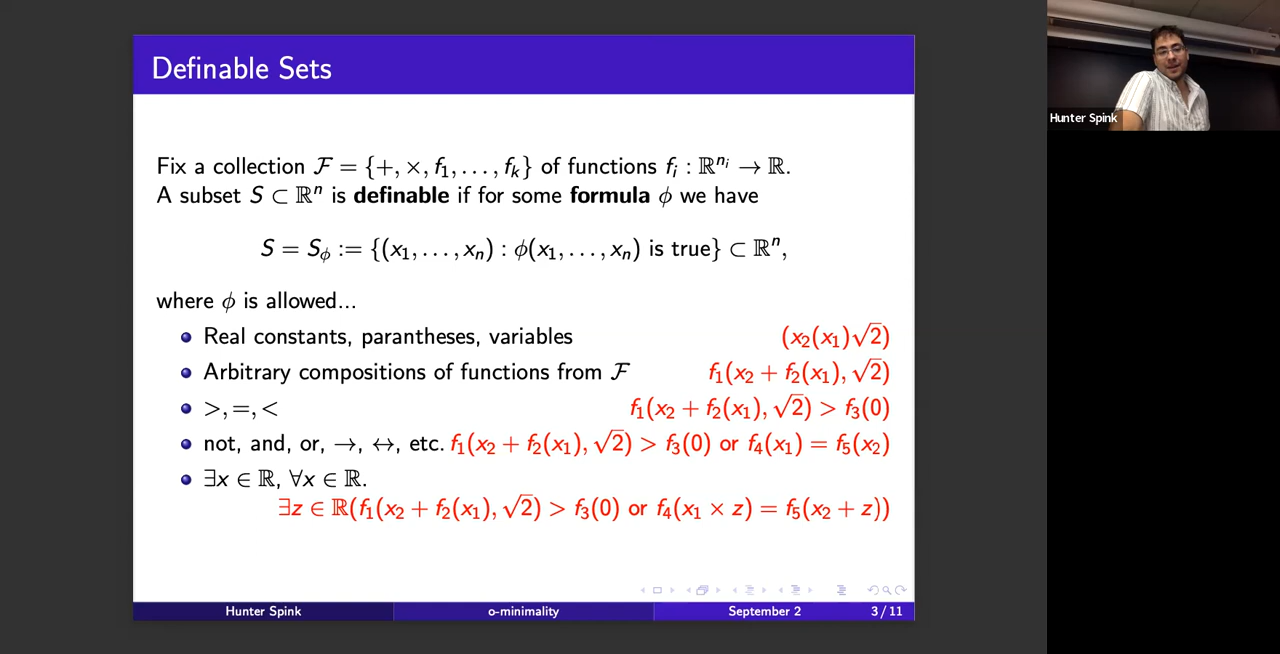 Definable Sets
Hunter Spink
Fix a collection ℱ = {+, ×, f₁, . . . , fₖ} of functions fᵢ : ℝⁿⁱ → ℝ.
A subset S ⊂ ℝⁿ is definable if for some formula ϕ we have
S = S_ϕ := {(x₁, . . . , xₙ) : ϕ(x₁, . . . , xₙ) is true} ⊂ ℝⁿ,
where ϕ is allowed...
Real constants, parantheses, variables (x₂(x₁)√2)
Arbitrary compositions of functions from ℱ f₁(x₂ + f₂(x₁), √2)
>, =, < f₁(x₂ + f₂(x₁), √2) > f₃(0)
not, and, or, →, ↔, etc. f₁(x₂ + f₂(x₁), √2) > f₃(0) or f₄(x₁) = f₅(x₂)
∃x ∈ ℝ, ∀x ∈ ℝ.
∃z ∈ ℝ(f₁(x₂ + f₂(x₁), √2) > f₃(0) or f₄(x₁ × z) = f₅(x₂ + z))
Hunter Spink o-minimality September 2 3 / 11